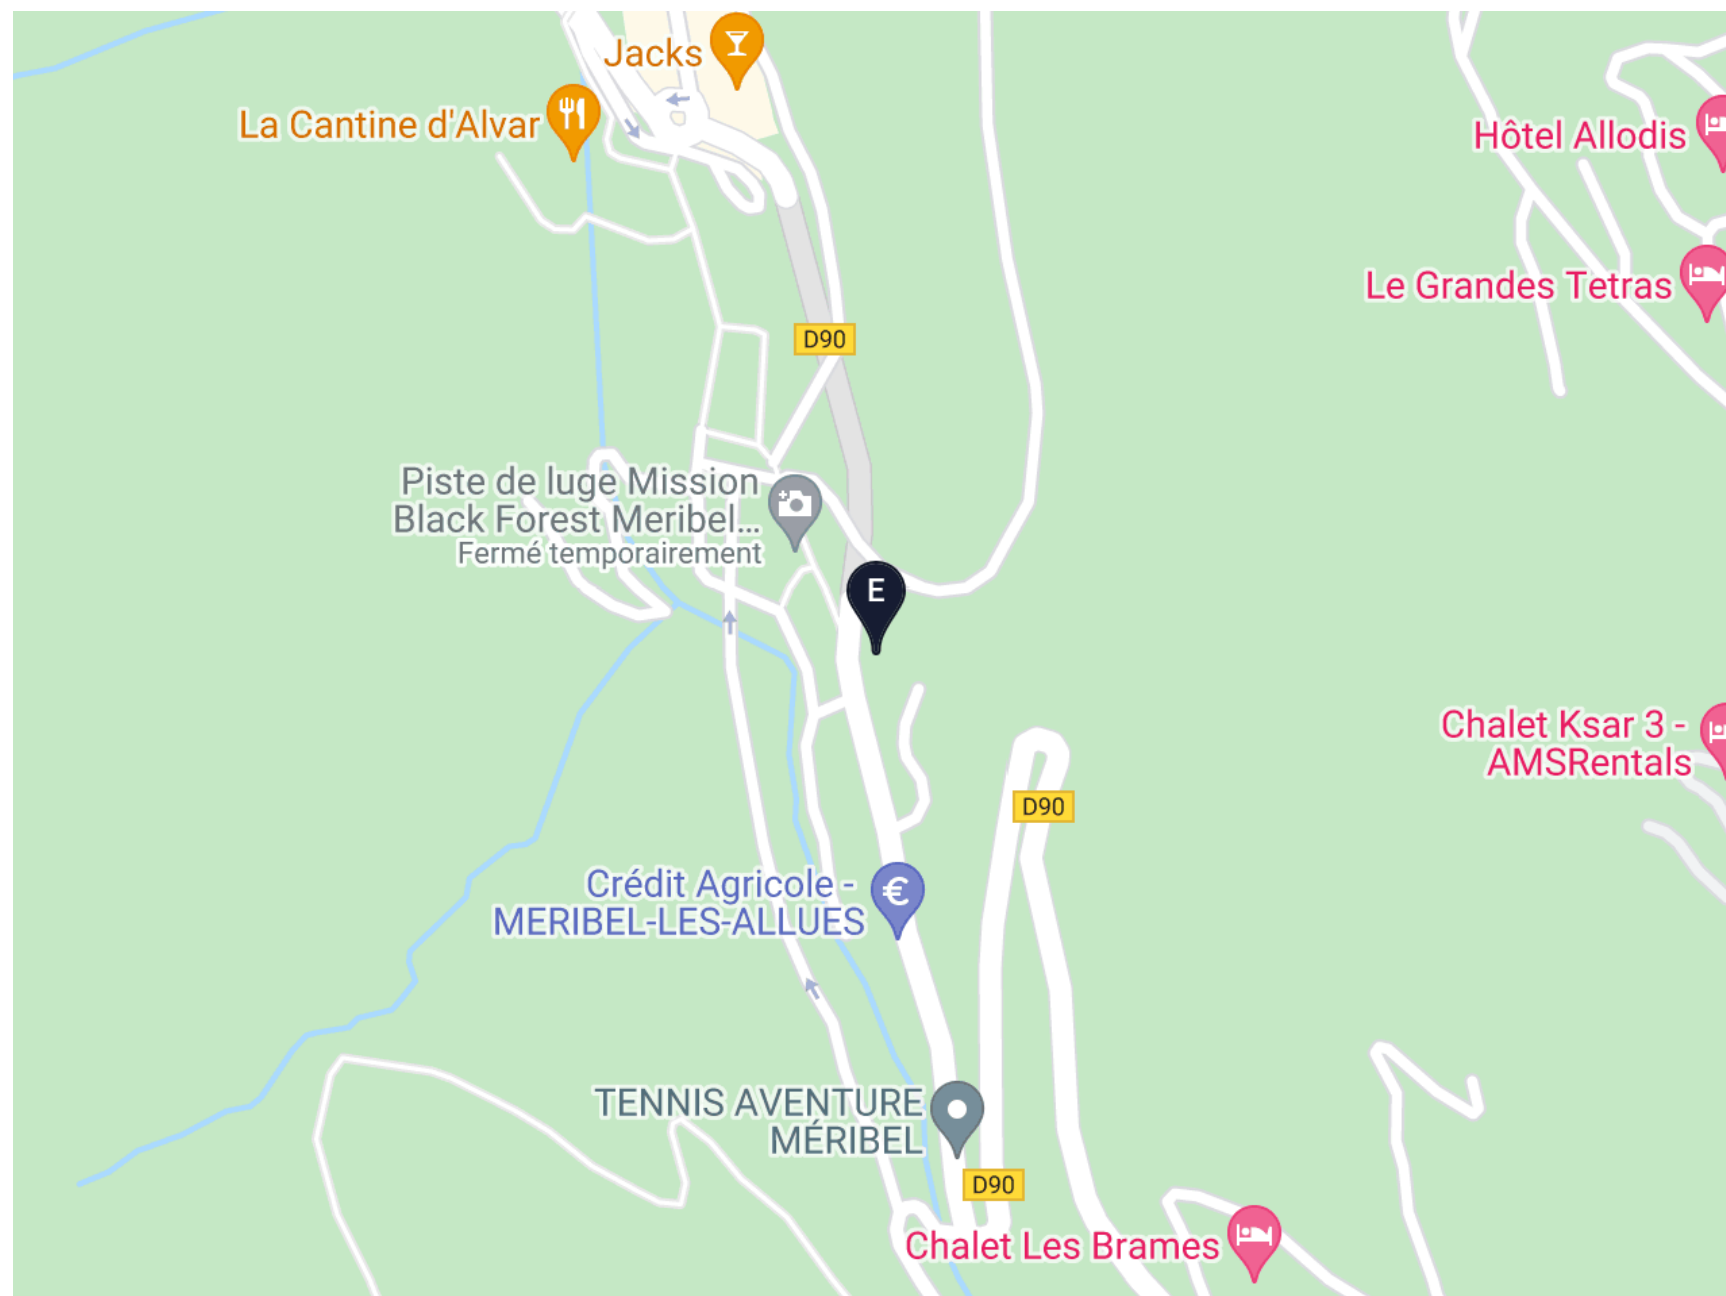 Jacks
La Cantine d'Alvar
Hôtel Allodis
Le Grandes Tetras
D90
Piste de luge Mission
Black Forest Meribel...
Fermé temporairement
E
Chalet Ksar 3 -
AMSRentals
D90
Crédit Agricole -
MERIBEL-LES-ALLUES
€
TENNIS AVENTURE
MÉRIBEL
D90
Chalet Les Brames